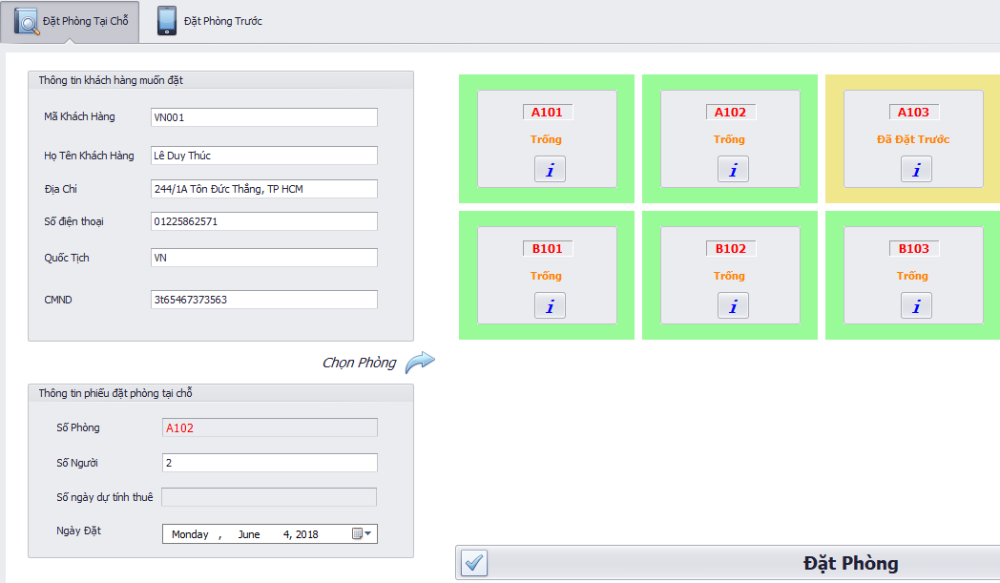 Đặt Phòng Tại Chỗ
Đặt Phòng Trước
Thông tin khách hàng muốn đặt
Mã Khách Hàng
VN001
Họ Tên Khách Hàng
Lê Duy Thúc
Địa Chỉ
244/1A Tôn Đức Thắng, TP HCM
Số điện thoại
01225862571
Quốc Tịch
VN
CMND
3t65467373563
Chọn Phòng
Thông tin phiếu đặt phòng tại chỗ
Số Phòng
A102
Số Người
2
Số ngày dự tính thuê
Ngày Đặt
Monday , June 4, 2018
A101
Trống
i
A102
Trống
i
A103
Đã Đặt Trước
i
B101
Trống
i
B102
Trống
i
B103
Trống
i
Đặt Phòng